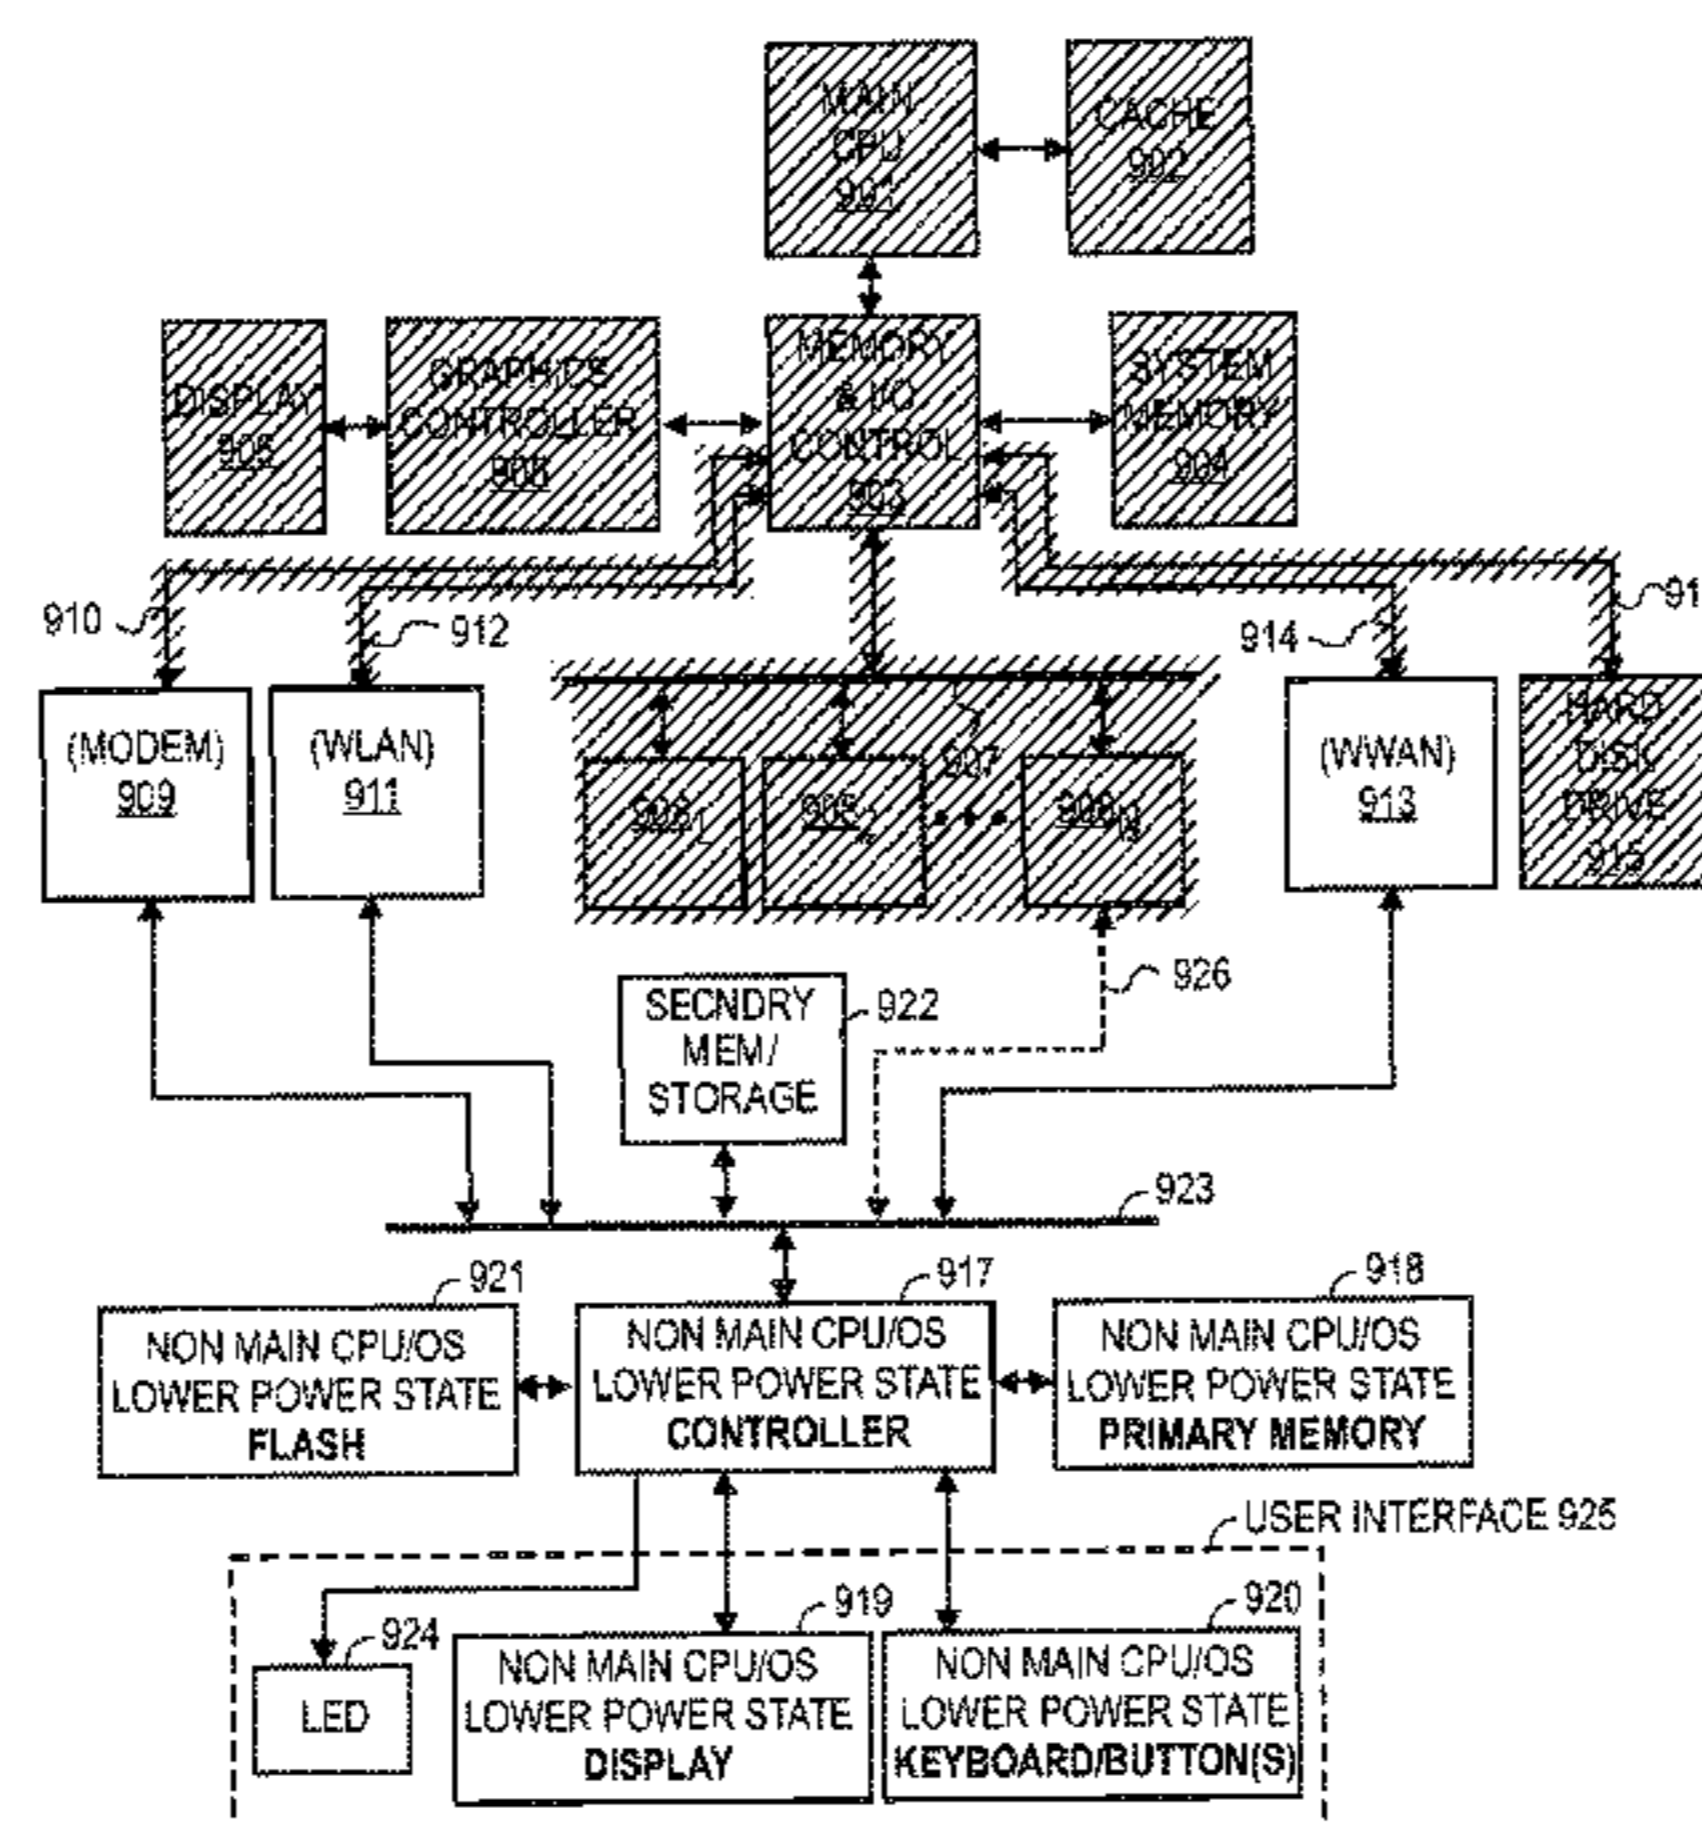 MAIN
CPU
901
CACHE
902
DISPLAY
GRAPHICS
CONTROLLER
MEMORY
& I/O
CONTROL
903
SYSTEM
MEMORY
904
910
912
914
91
(MODEM)
909
(WLAN)
911
907
(WWAN)
913
HARD
DISK
DRIVE
915
926
SECNDRY
MEM/
STORAGE
922
923
921
NON MAIN CPU/OS
LOWER POWER STATE
FLASH
917
NON MAIN CPU/OS
LOWER POWER STATE
CONTROLLER
918
NON MAIN CPU/OS
LOWER POWER STATE
PRIMARY MEMORY
USER INTERFACE 925
924
LED
919
NON MAIN CPU/OS
LOWER POWER STATE
DISPLAY
920
NON MAIN CPU/OS
LOWER POWER STATE
KEYBOARD/BUTTON(S)